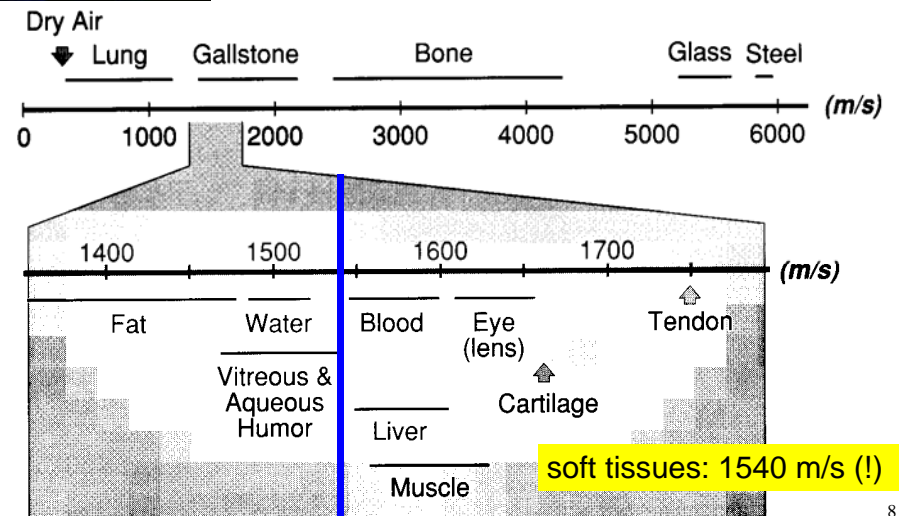 Dry Air
Lung Gallstone Bone Glass Steel
(m/s)
0 1000 2000 3000 4000 5000 6000
1400 1500 1600 1700
(m/s)
Fat Water Blood Eye (lens) Tendon
Vitreous &
Aqueous
Humor
Cartilage
Liver
Muscle
soft tissues: 1540 m/s (!)
8